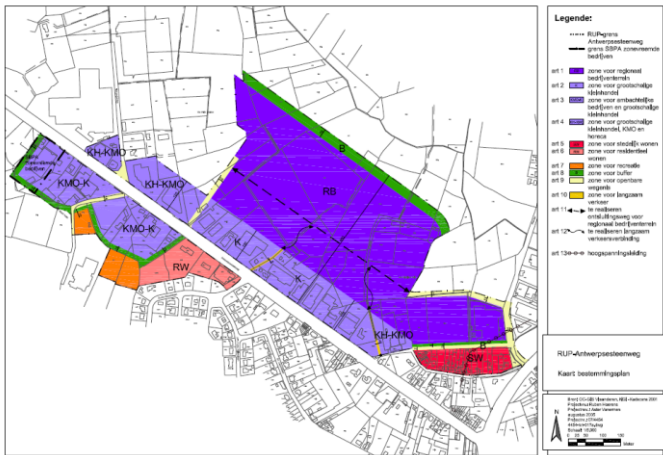 Legende:
RUP-grens
Antwerpsesteenweg
grens SBPA zonevreemde
bedrijven
art 1 zone voor regionaal
bedrijventerrein
art 2 zone voor grootschalige
kleinhandel
art 3 zone voor ambachtelijke
bedrijven en grootschalige
kleinhandel
art 4 zone voor grootschalige
kleinhandel, KMO en
horeca
art 5 zone voor stedelijk wonen
art 6 zone voor residentieel
wonen
art 7 zone voor recreatie
art 8 zone voor buffer
art 9 zone voor openbare
wegenis
art 10 zone voor langzaam
verkeer
art 11 te realiseren
ontsluitingsweg voor
regionaal bedrijventerrein
art 12 te realiseren langzaam
verkeersverbinding
art 13 hoogspanningsleiding
B
KH-KMO
KMO-K
KH-KMO
RB
KMO-K
K
RW
K
KH-KMO
B
SW
RUP-Antwerpsesteenweg
Kaart: bestemmingsplan
N
Meter